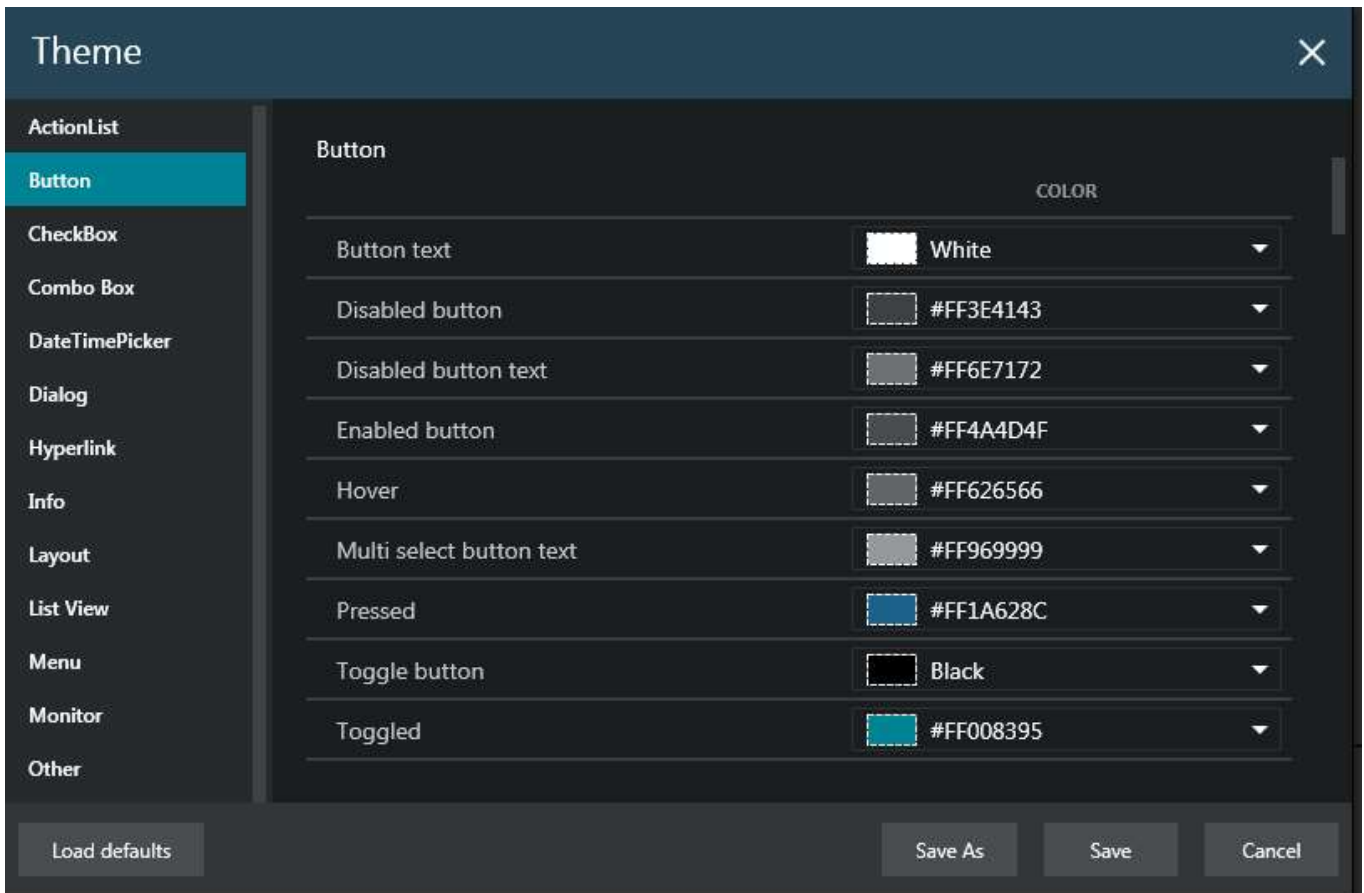 Theme
ActionList
Button
CheckBox
Combo Box
DateTimePicker
Dialog
Hyperlink
Info
Layout
List View
Menu
Monitor
Other
Button
COLOR
Button text White
Disabled button #FF3E4143
Disabled button text #FF6E7172
Enabled button #FF4A4D4F
Hover #FF626566
Multi select button text #FF969999
Pressed #FF1A628C
Toggle button Black
Toggled #FF008395
Load defaults Save As Save Cancel